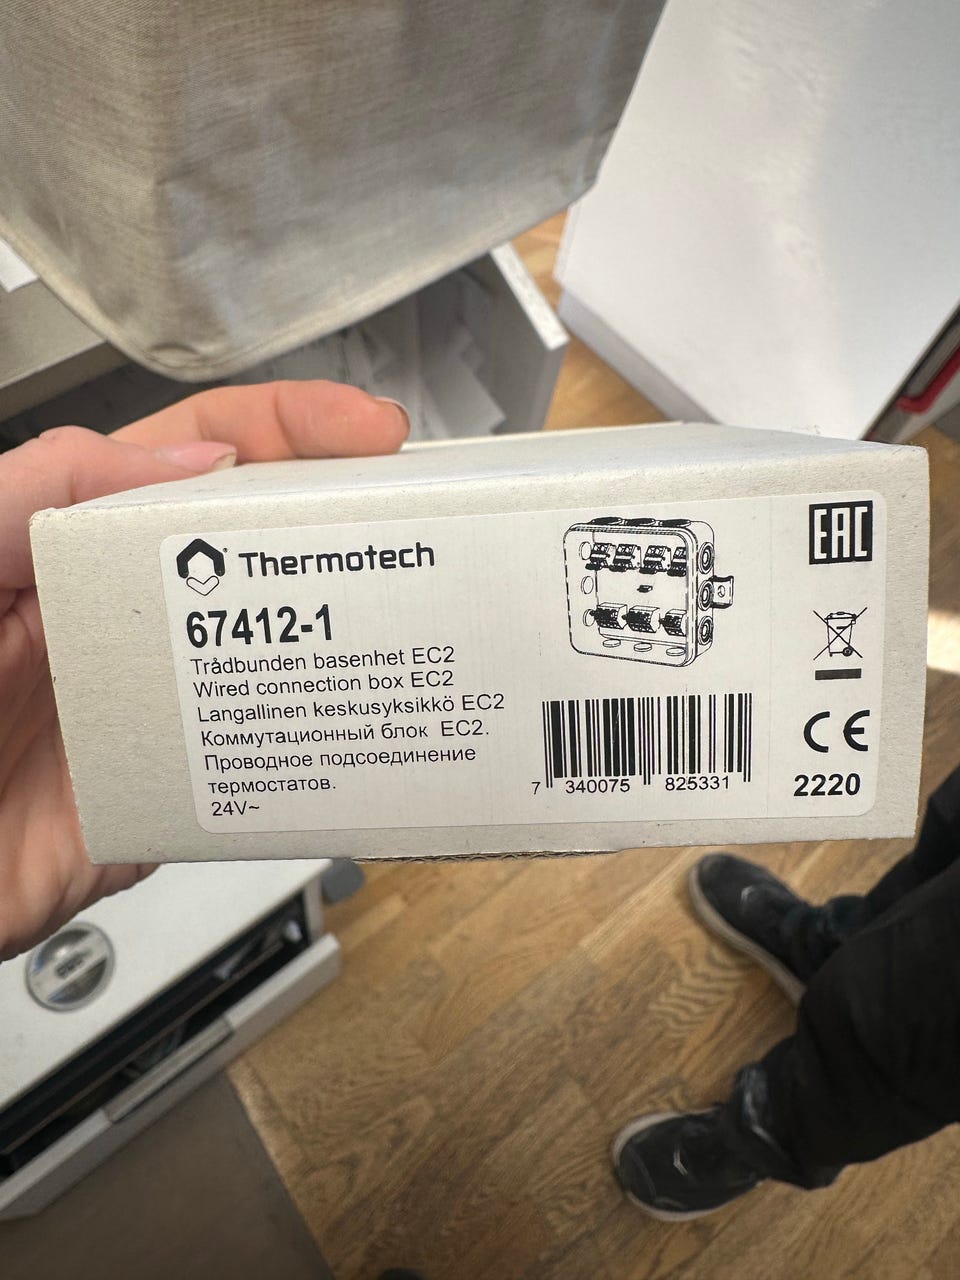 Thermotech
67412-1
Trådbunden basenhet EC2
Wired connection box EC2
Langallinen keskusyksikkö EC2
Коммутационный блок EC2.
Проводное подсоединение
термостатов.
24V~
7 340075 825331
EAC
CE
2220